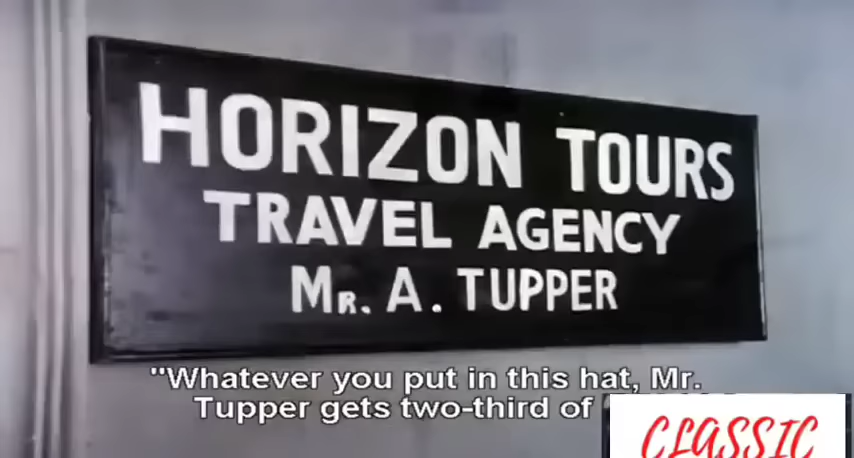 HORIZON TOURS
TRAVEL AGENCY
MR. A. TUPPER
"Whatever you put in this hat, Mr.
Tupper gets two-third of
CLASSIC